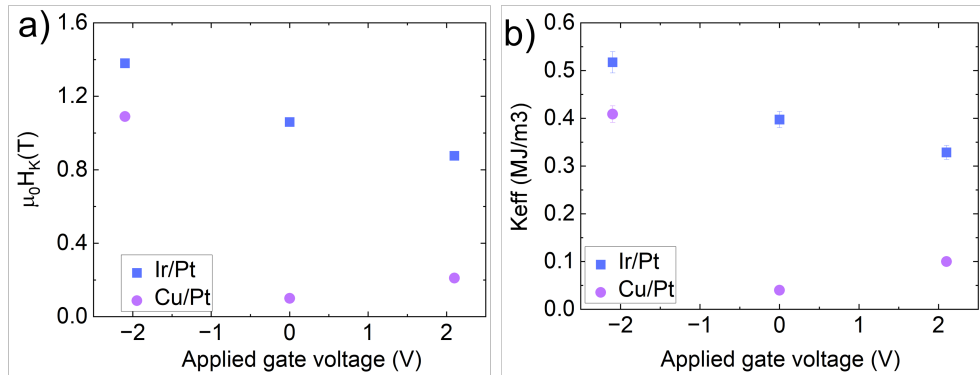 a)
1.6
1.2
0.8
0.4
0.0
μ₀H_K(T)
Ir/Pt
Cu/Pt
−2
−1
0
1
2
Applied gate voltage (V)
b)
0.6
0.5
0.4
0.3
0.2
0.1
0.0
Keff (MJ/m3)
Ir/Pt
Cu/Pt
−2
−1
0
1
2
Applied gate voltage (V)